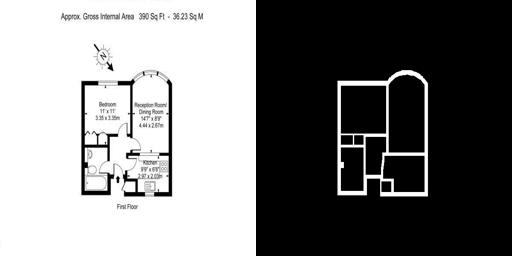 Approx. Gross Internal Area 390 Sq Ft - 36.23 Sq M
N
Bedroom
11' x 11'
3.35 x 3.35m
Reception Room/
Dining Room
14'7" x 8'9"
4.44 x 2.67m
Kitchen
9'9" x 6'8"
2.97 x 2.03m
First Floor